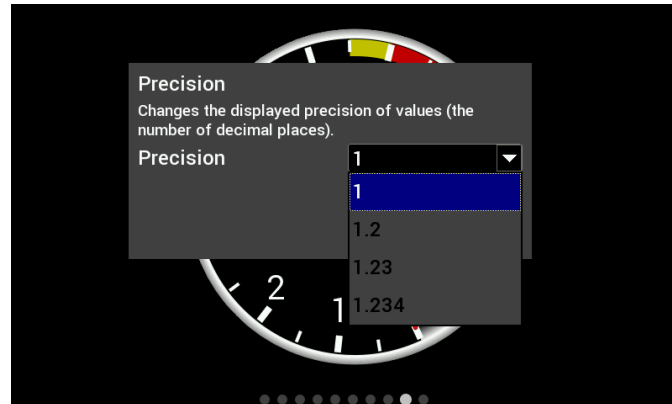 Precision
Changes the displayed precision of values (the
number of decimal places).
Precision
1
1
1.2
1.23
1.234
2
1